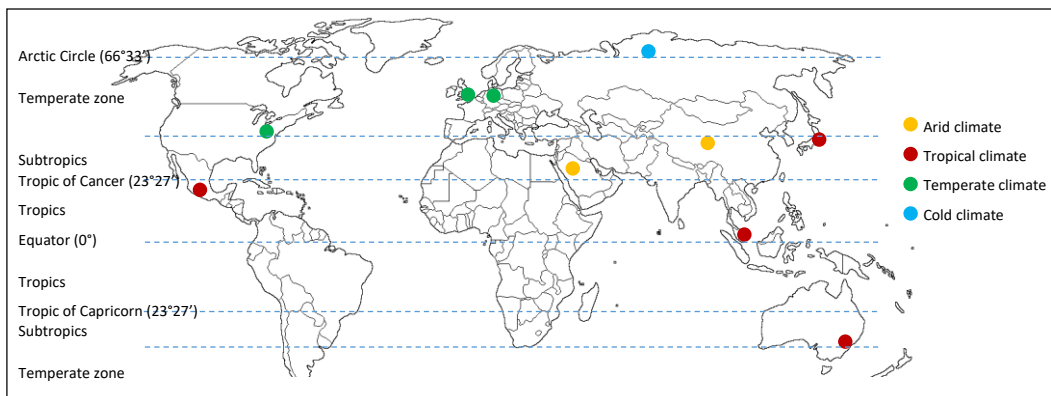 Arctic Circle (66°33’)
Temperate zone
Subtropics
Tropic of Cancer (23°27’)
Tropics
Equator (0°)
Tropics
Tropic of Capricorn (23°27’)
Subtropics
Temperate zone
Arid climate
Tropical climate
Temperate climate
Cold climate